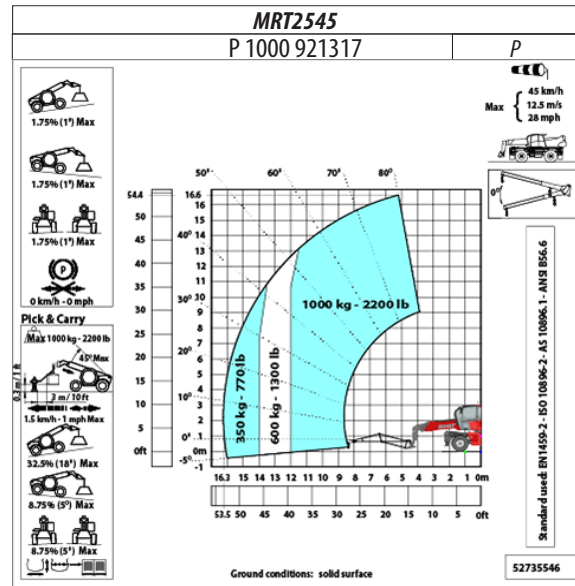 MRT2545
P 1000 921317
P
1.75% (1°) Max
1.75% (1°) Max
1.75% (1°) Max
P
0 km/h - 0 mph
Pick & Carry
Max 1000 kg - 2200 lb
45° Max
0.3 m/1 ft
3 m / 10ft
1.5 km/h - 1 mph Max
32.5% (18°) Max
8.75% (5°) Max
8.75% (5°) Max
Max
45 km/h
12.5 m/s
28 mph
0°
50°
60°
70°
80°
40°
30°
20°
10°
0°
-5°
54.4
50
45
40
35
30
25
20
15
10
5
0ft
16.6
16
15
14
13
12
11
10
9
8
7
6
5
4
3
2
1
0m
-1
350 kg - 770 lb
600 kg - 1300 lb
1000 kg - 2200 lb
16.3 15 14 13 12 11 10 9 8 7 6 5 4 3 2 1 0m
53.5 50 45 40 35 30 25 20 15 10 5 0ft
Ground conditions: solid surface
Standard used: EN1459-2 - ISO 10896-2 - AS 10896.1 - ANSI B56.6
52735546